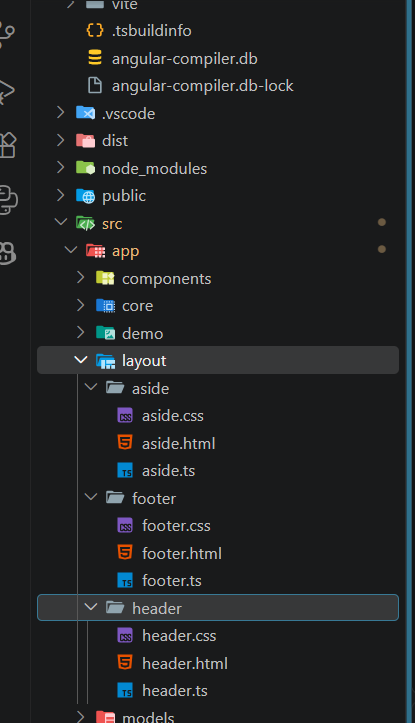 vite
.tsbuildinfo
angular-compiler.db
angular-compiler.db-lock
.vscode
dist
node_modules
public
src
app
components
core
demo
layout
aside
aside.css
aside.html
aside.ts
footer
footer.css
footer.html
footer.ts
header
header.css
header.html
header.ts
models